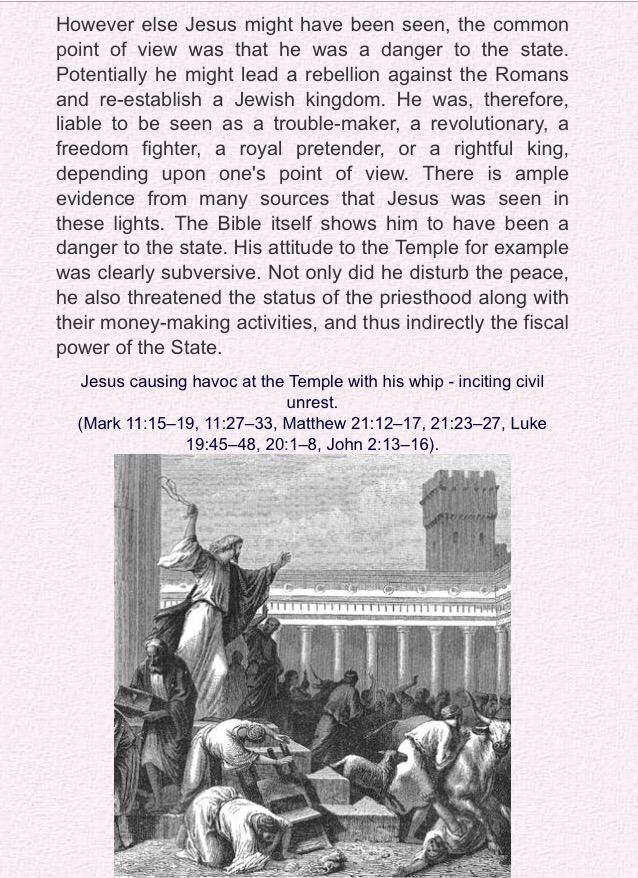 However else Jesus might have been seen, the common
point of view was that he was a danger to the state.
Potentially he might lead a rebellion against the Romans
and re-establish a Jewish kingdom. He was, therefore,
liable to be seen as a trouble-maker, a revolutionary, a
freedom fighter, a royal pretender, or a rightful king,
depending upon one's point of view. There is ample
evidence from many sources that Jesus was seen in
these lights. The Bible itself shows him to have been a
danger to the state. His attitude to the Temple for example
was clearly subversive. Not only did he disturb the peace,
he also threatened the status of the priesthood along with
their money-making activities, and thus indirectly the fiscal
power of the State.
Jesus causing havoc at the Temple with his whip - inciting civil
unrest.
(Mark 11:15–19, 11:27–33, Matthew 21:12–17, 21:23–27, Luke
19:45–48, 20:1–8, John 2:13–16).